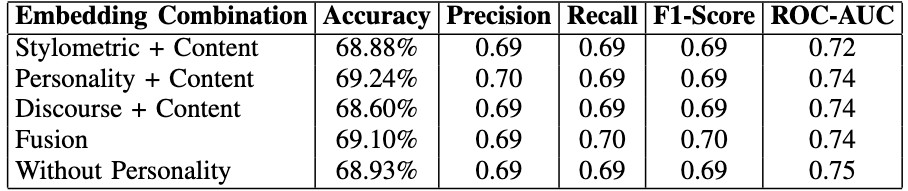 Embedding Combination Accuracy Precision Recall F1-Score ROC-AUC
Stylometric + Content 68.88% 0.69 0.69 0.69 0.72
Personality + Content 69.24% 0.70 0.69 0.69 0.74
Discourse + Content 68.60% 0.69 0.69 0.69 0.74
Fusion 69.10% 0.69 0.70 0.70 0.74
Without Personality 68.93% 0.69 0.69 0.69 0.75